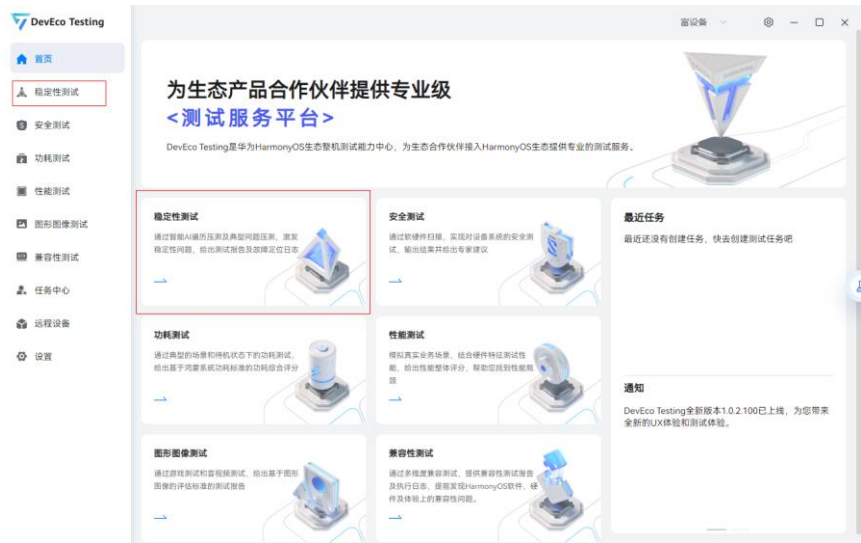 DevEco Testing
富设备
首页
稳定性测试
安全测试
功耗测试
性能测试
图形图像测试
兼容性测试
任务中心
远程设备
设置
为生态产品合作伙伴提供专业级
<测试服务平台>
DevEco Testing是华为HarmonyOS生态整机测试能力中心，为生态合作伙伴接入HarmonyOS生态提供专业的测试服务。
稳定性测试
通过智能AI遍历压测及典型问题压测，激发
稳定性问题，给出测试报告及故障定位日志
安全测试
通过软硬件扫描，实现对设备系统的安全测
试，输出结果并给出专家建议
功耗测试
通过典型的场景和待机状态下的功耗测试，
给出基于鸿蒙系统功耗标准的功耗综合评分
性能测试
模拟真实业务场景，结合硬件特征测试性
能，给出性能整体评分，帮助您找到性能瓶
颈
图形图像测试
通过游戏测试和音视频测试，给出基于图形
图像的评估标准的测试报告
兼容性测试
通过多维度兼容测试，提供兼容性测试报告
及执行日志，提前发现HarmonyOS软件、硬
件及体验上的兼容性问题。
最近任务
最近还没有创建任务，快去创建测试任务吧
通知
DevEco Testing全新版本1.0.2.100已上线，为您带来
全新的UX体验和测试体验。